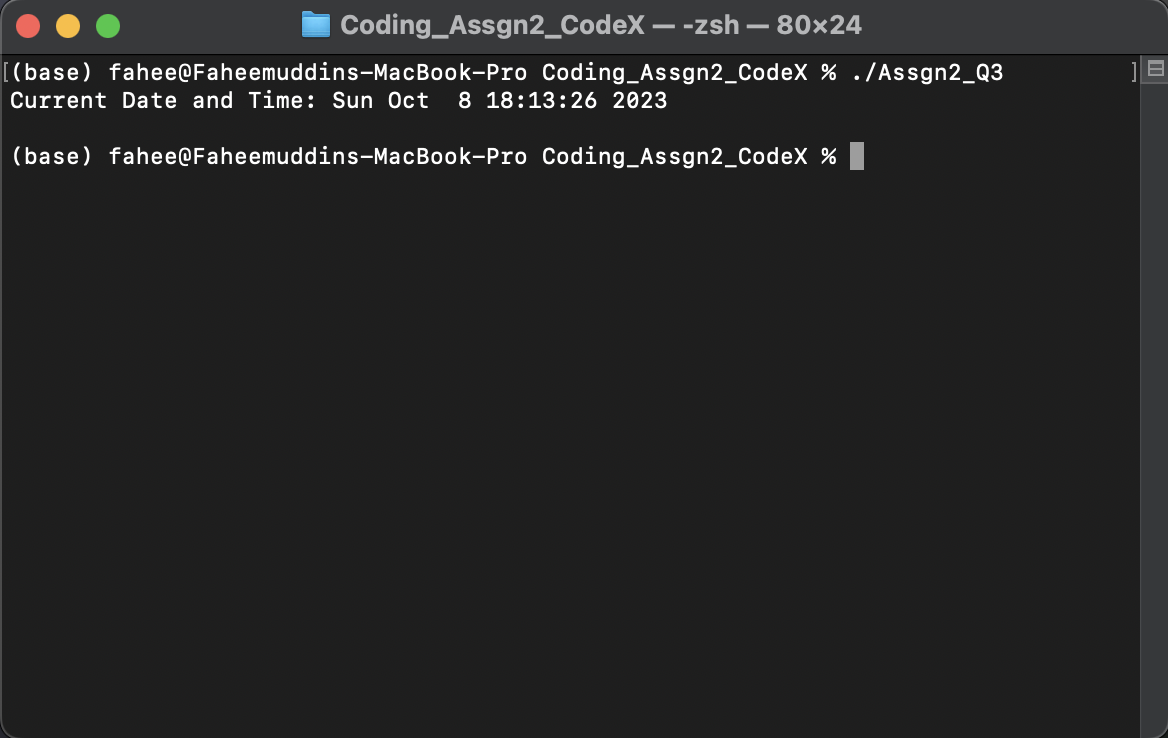 Coding_Assgn2_CodeX — -zsh — 80×24
[(base) fahee@Faheemuddins-MacBook-Pro Coding_Assgn2_CodeX % ./Assgn2_Q3 ]
Current Date and Time: Sun Oct  8 18:13:26 2023
(base) fahee@Faheemuddins-MacBook-Pro Coding_Assgn2_CodeX %